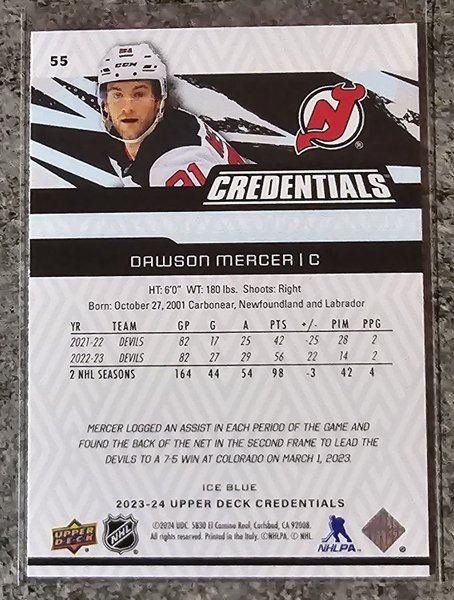 55
CCM
91
CREDENTIALS
DAWSON MERCER | C
HT: 6'0" WT: 180 lbs. Shoots: Right
Born: October 27, 2001 Carbonear, Newfoundland and Labrador
YR TEAM GP G A PTS +/- PIM PPG
2021-22 DEVILS 82 17 25 42 -25 28 2
2022-23 DEVILS 82 27 29 56 22 14 2
2 NHL SEASONS 164 44 54 98 -3 42 4
MERCER LOGGED AN ASSIST IN EACH PERIOD OF THE GAME AND
FOUND THE BACK OF THE NET IN THE SECOND FRAME TO LEAD THE
DEVILS TO A 7-5 WIN AT COLORADO ON MARCH 1, 2023.
ICE BLUE
2023-24 UPPER DECK CREDENTIALS
UPPER DECK
NHL
©2024 UDC. 5830 El Camino Real, Carlsbad, CA 92008.
All rights reserved. Printed in the Italy. ©NHLPA, © NHL.
NHLPA